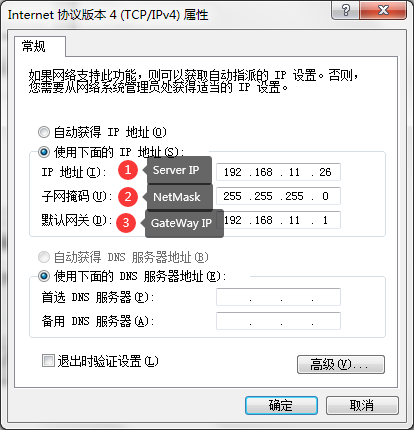 Internet 协议版本 4 (TCP/IPv4) 属性
常规
如果网络支持此功能，则可以获取自动指派的 IP 设置。否则，
您需要从网络系统管理员处获得适当的 IP 设置。
自动获得 IP 地址(O)
使用下面的 IP 地址(S):
IP 地址(I): 1 Server IP 192 .168 . 11 . 26
子网掩码(U): 2 NetMask 255 .255 .255 . 0
默认网关(D): 3 GateWay IP 192 .168 . 11 . 1
自动获得 DNS 服务器地址(B)
使用下面的 DNS 服务器地址(E):
首选 DNS 服务器(P): . . .
备用 DNS 服务器(A): . . .
退出时验证设置(L)
高级(V)...
确定 取消